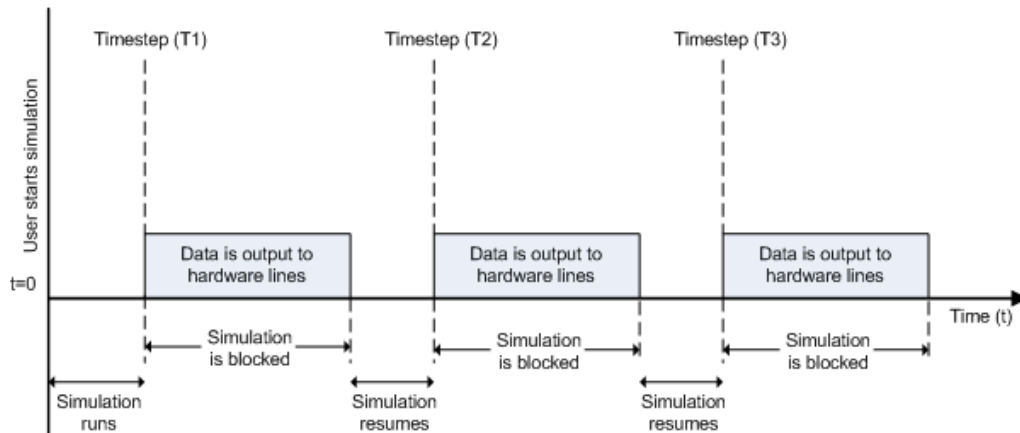 Timestep (T1)
Timestep (T2)
Timestep (T3)
User starts simulation
Data is output to
hardware lines
Data is output to
hardware lines
Data is output to
hardware lines
t=0
Time (t)
Simulation
is blocked
Simulation
is blocked
Simulation
is blocked
Simulation
runs
Simulation
resumes
Simulation
resumes